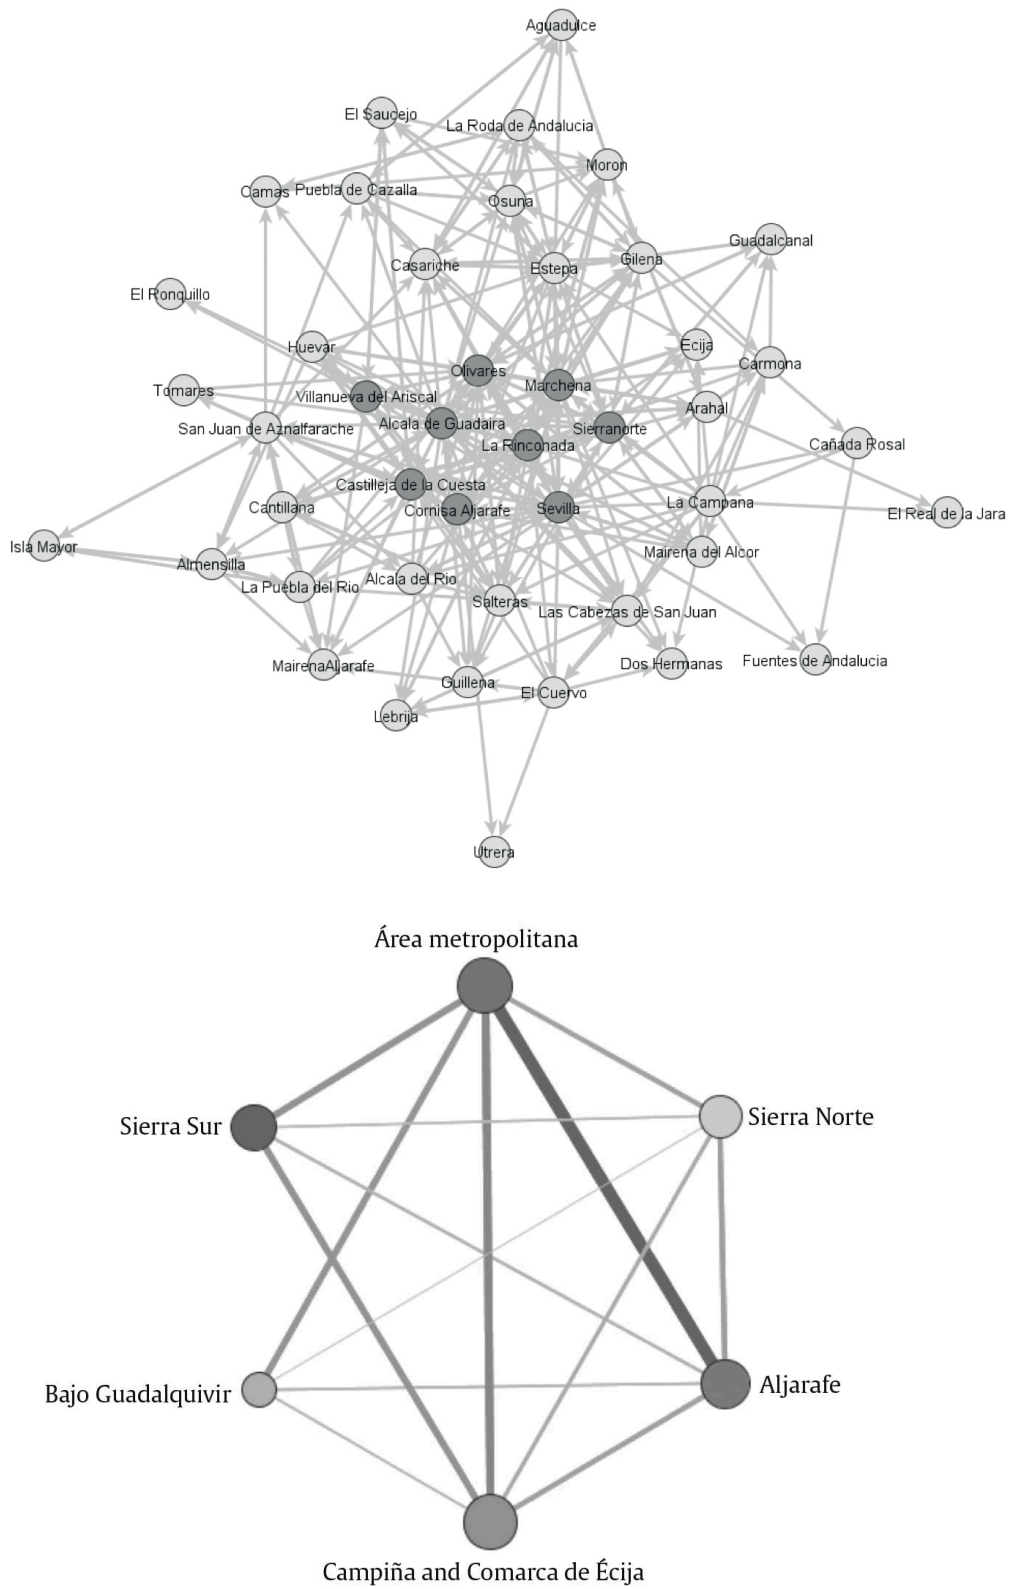 Aguadulce
El Saucejo
La Roda de Andalucia
Moron
Camas
Puebla de Cazalla
Osuna
Guadalcanal
Casariche
Estepa
Gilena
El Ronquillo
Huevar
Ecija
Carmona
Olivares
Tomares
Villanueva del Ariscal
Marchena
Arahal
San Juan de Aznalfarache
Alcala de Guadaira
La Rinconada
Sierranorte
Cañada Rosal
Castilleja de la Cuesta
Cantillana
Cornisa Aljarafe
Sevilla
La Campana
El Real de la Jara
Isla Mayor
Almensilla
Mairena del Alcor
La Puebla del Rio
Alcala del Rio
Salteras
Las Cabezas de San Juan
MairenaAljarafe
Dos Hermanas
Fuentes de Andalucia
Guillena
El Cuervo
Lebrija
Utrera
Área metropolitana
Sierra Sur
Sierra Norte
Bajo Guadalquivir
Aljarafe
Campiña and Comarca de Écija